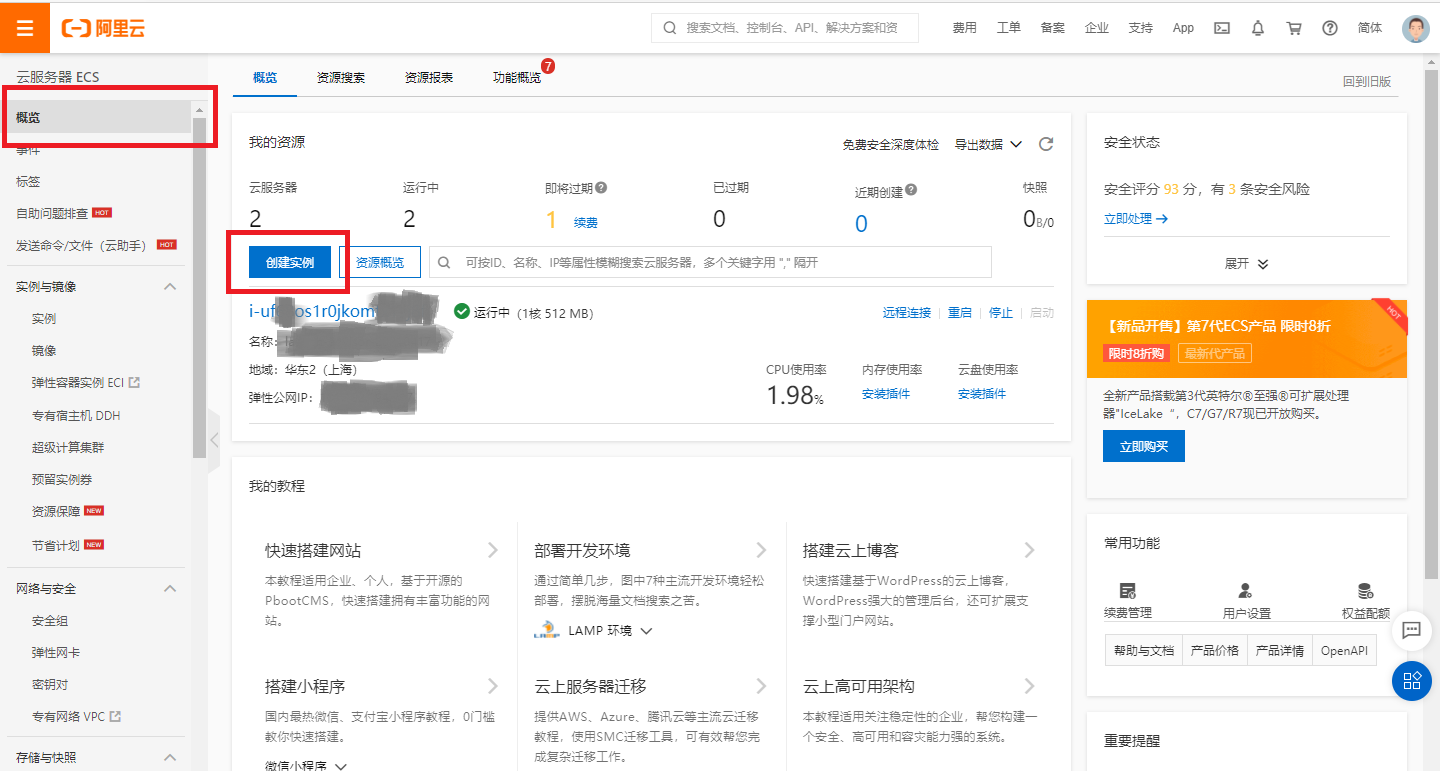 阿里云
搜索文档、控制台、API、解决方案和资
费用 工单 备案 企业 支持 App 简体
云服务器 ECS
概览
事件
标签
自助问题排查 HOT
发送命令/文件（云助手） HOT
实例与镜像
实例
镜像
弹性容器实例 ECI
专有宿主机 DDH
超级计算集群
预留实例券
资源保障 NEW
节省计划 NEW
网络与安全
安全组
弹性网卡
密钥对
专有网络 VPC
存储与快照
概览 资源搜索 资源报表 功能概览 7
回到旧版
我的资源
免费安全深度体检 导出数据
云服务器 运行中 即将过期 已过期 近期创建 快照
2 2 1 续费 0 0 0B/0
创建实例 资源概览 可按ID、名称、IP等属性模糊搜索云服务器，多个关键字用 "," 隔开
运行中 (1核 512 MB)
远程连接 重启 停止 启动
名称：
地域：华东2（上海）
弹性公网IP：
CPU使用率 内存使用率 云盘使用率
1.98% 安装插件 安装插件
我的教程
快速搭建网站
本教程适用企业、个人，基于开源的
PbootCMS，快速搭建拥有丰富功能的网
站。
部署开发环境
通过简单几步，图中7种主流开发环境轻松
部署，摆脱海量文档搜索之苦。
LAMP 环境
搭建云上博客
快速搭建基于WordPress的云上博客，
WordPress强大的管理后台，还可扩展支
撑小型门户网站。
搭建小程序
国内最热微信、支付宝小程序教程，0门槛
教你快速搭建。
微信小程序
云上服务器迁移
提供AWS、Azure、腾讯云等主流云迁移
教程，使用SMC迁移工具，可有效帮您完
成复杂迁移工作。
云上高可用架构
本教程适用关注稳定性的企业，帮您构建一
个安全、高可用和容灾能力强的系统。
安全状态
安全评分 93 分，有 3 条安全风险
立即处理
展开
HOT
【新品开售】第7代ECS产品 限时8折
限时8折购 最新代产品
全新产品搭载第3代英特尔®至强®可扩展处理
器"IceLake “，C7/G7/R7现已开放购买。
立即购买
常用功能
续费管理 用户设置 权益配额
帮助与文档 产品价格 产品详情 OpenAPI
重要提醒